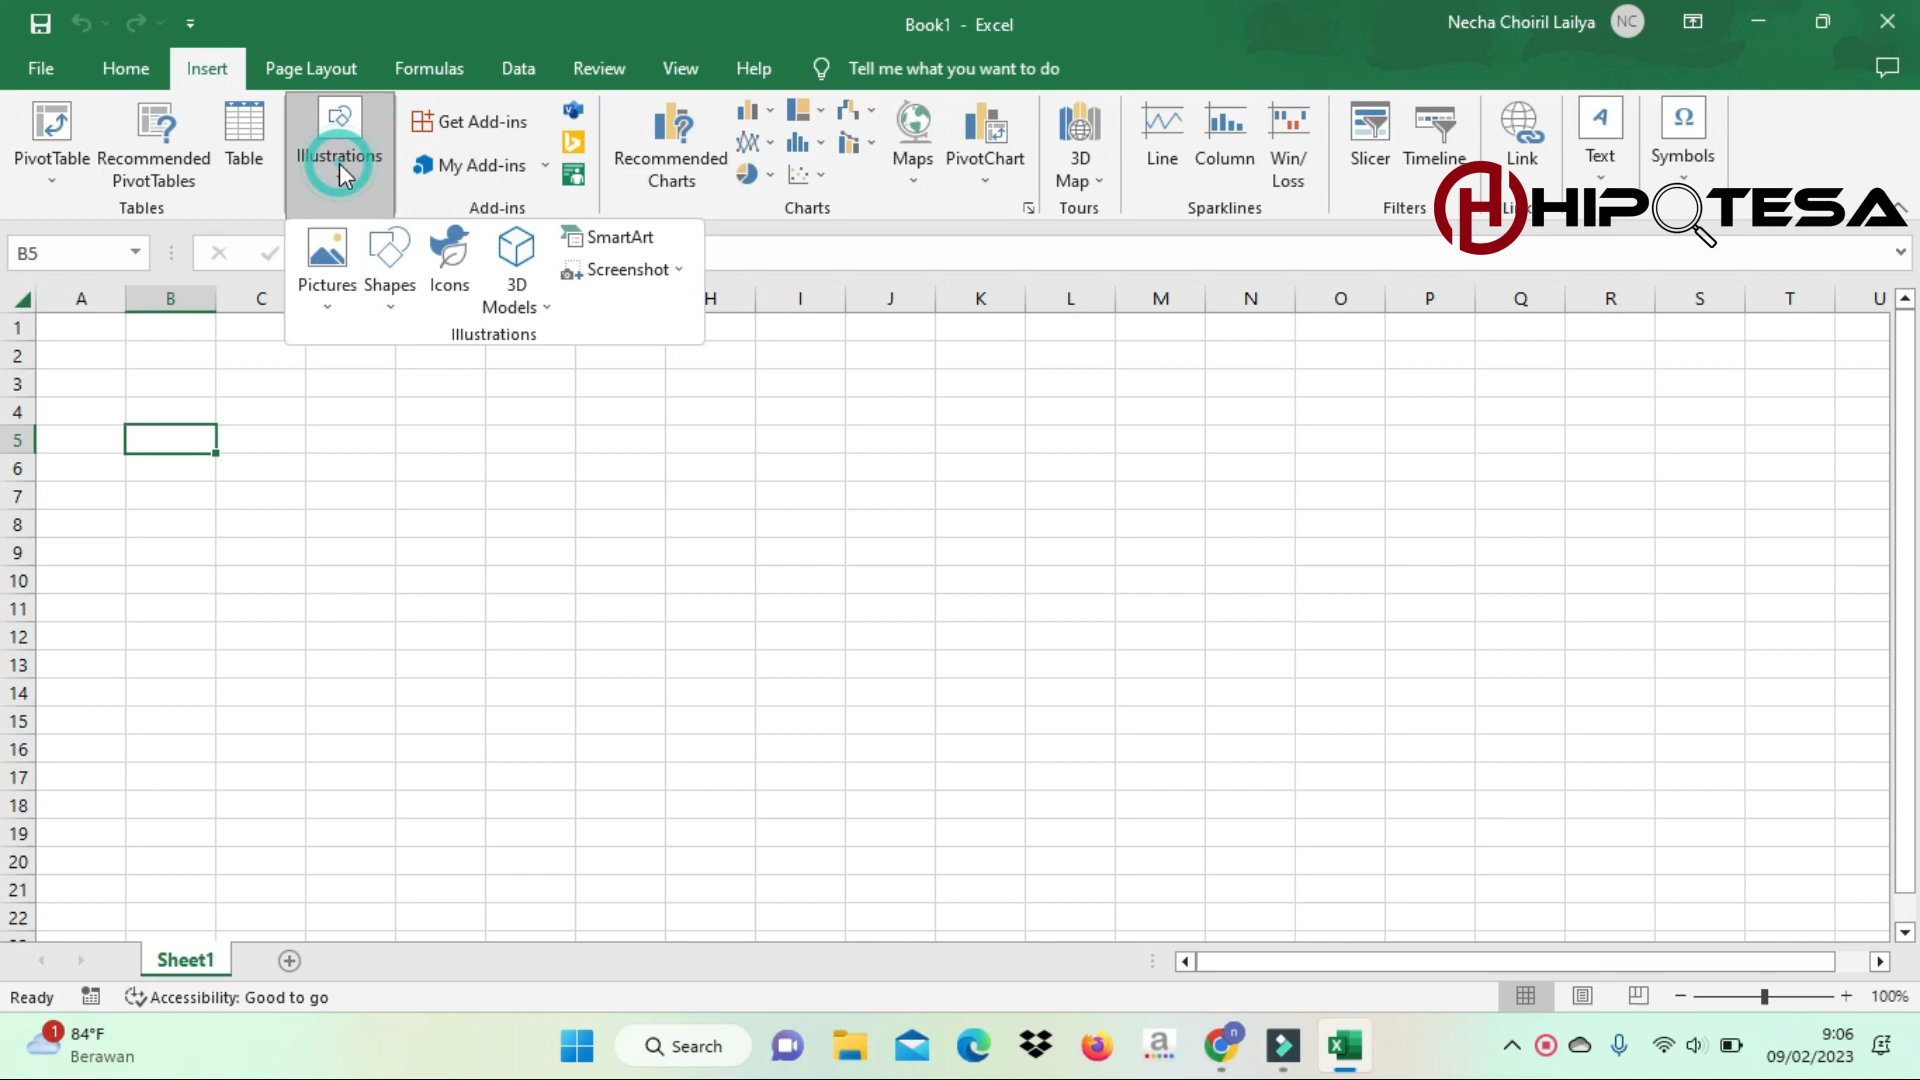 Book1 - Excel
Necha Choiril Lailya
NC
File
Home
Insert
Page Layout
Formulas
Data
Review
View
Help
Tell me what you want to do
PivotTable
Recommended
PivotTables
Table
Tables
Illustrations
Get Add-ins
My Add-ins
Add-ins
Recommended
Charts
Maps
PivotChart
Charts
3D
Map
Tours
Line
Column
Win/
Loss
Sparklines
Slicer
Timeline
Filters
Link
Text
Symbols
HIPOTESA
Pictures
Shapes
Icons
3D
Models
SmartArt
Screenshot
Illustrations
B5
A
B
C
H
I
J
K
L
M
N
O
P
Q
R
S
T
U
1
2
3
4
5
6
7
8
9
10
11
12
13
14
15
16
17
18
19
20
21
22
Sheet1
Ready
Accessibility: Good to go
100%
1
84°F
Berawan
Search
9:06
09/02/2023